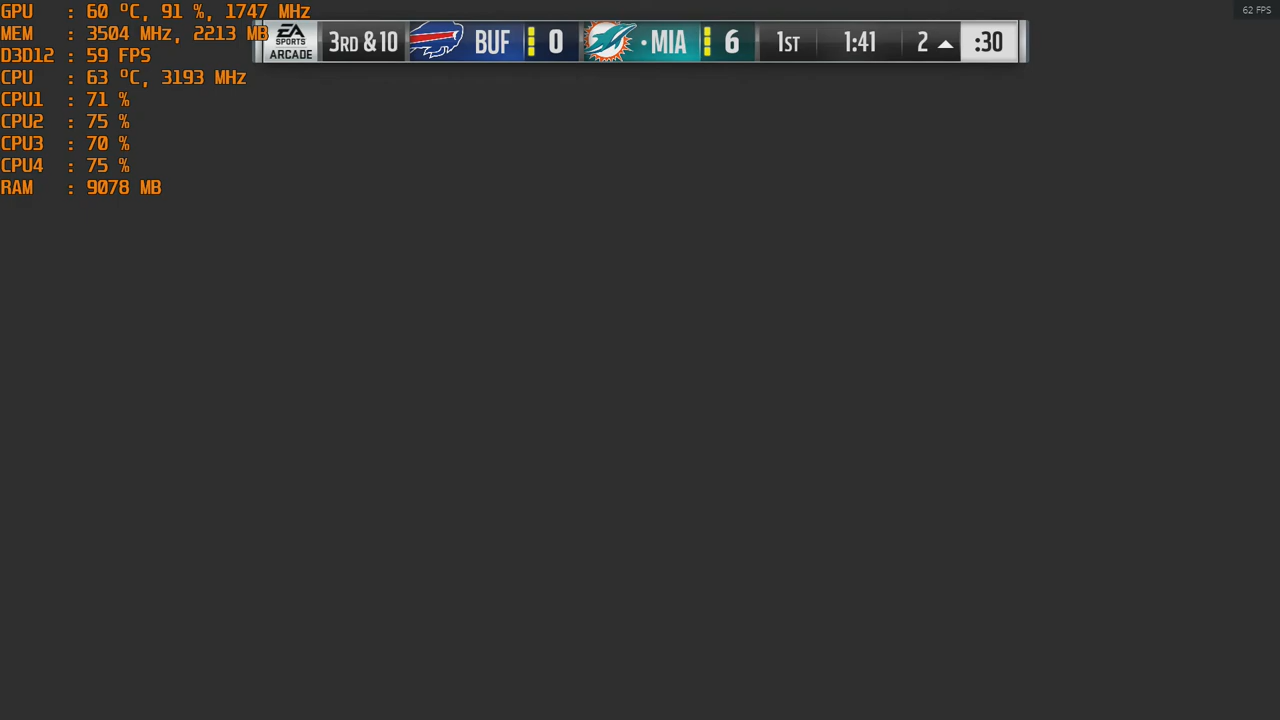 GPU : 60 ºC, 91 %, 1747 MHz
MEM : 3504 MHz, 2213 MB
D3D12 : 59 FPS
CPU : 63 ºC, 3193 MHz
CPU1 : 71 %
CPU2 : 75 %
CPU3 : 70 %
CPU4 : 75 %
RAM : 9078 MB
EA SPORTS ARCADE 3RD & 10 BUF 0 · MIA 6 1ST 1:41 2 :30
62 FPS